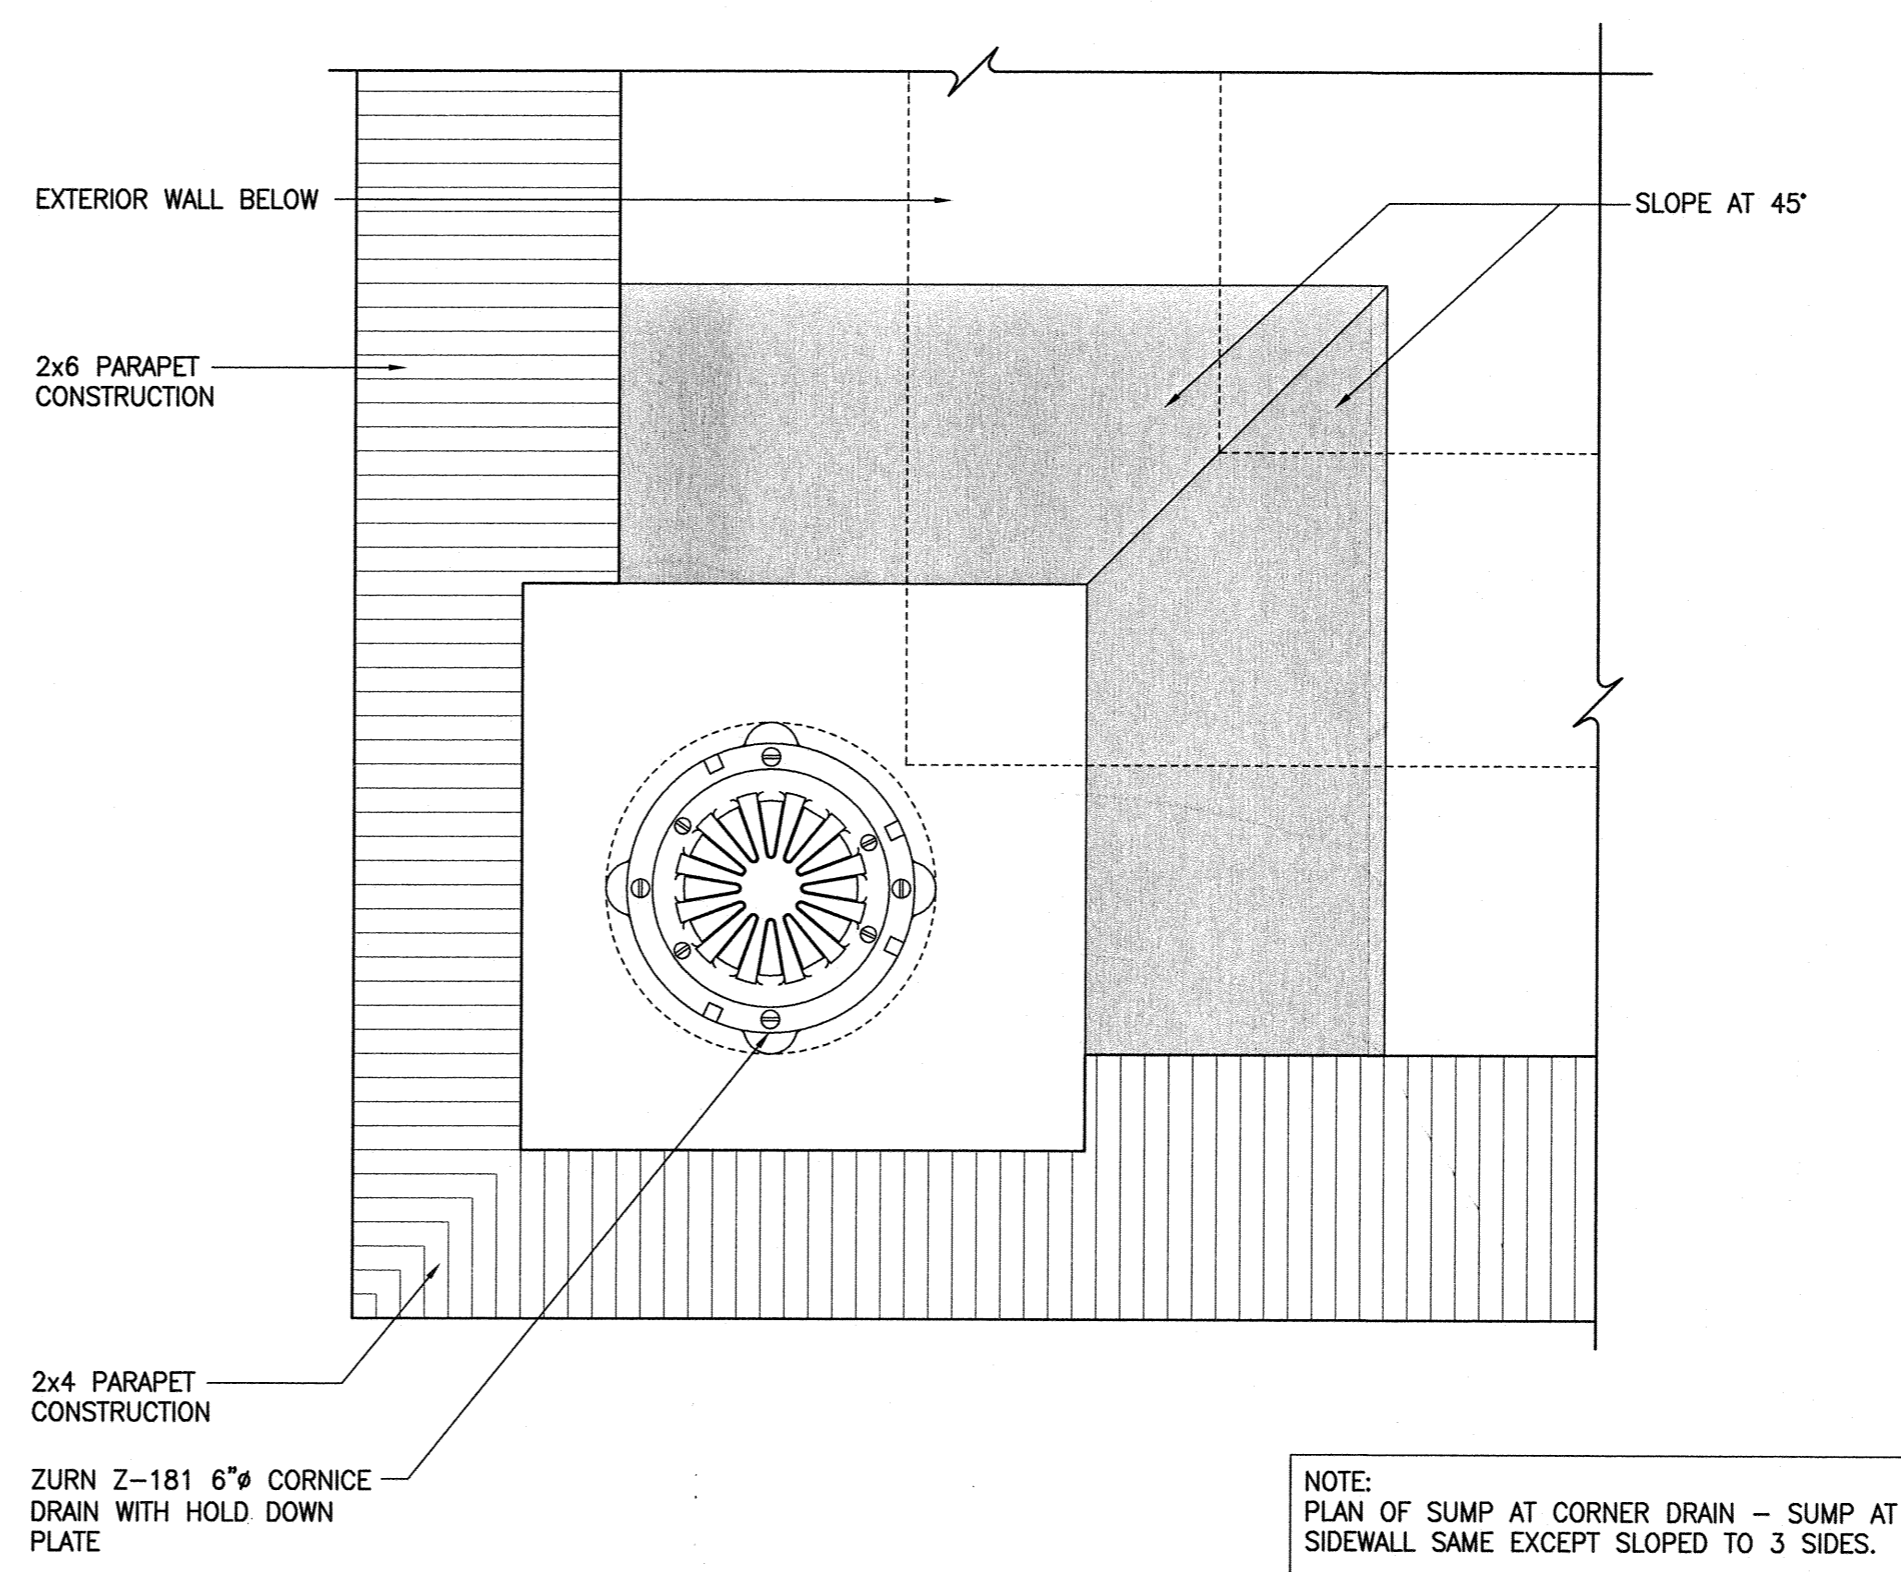 EXTERIOR WALL BELOW
SLOPE AT 45°
2x6 PARAPET
CONSTRUCTION
2x4 PARAPET
CONSTRUCTION
ZURN Z-181 6"ø CORNICE
DRAIN WITH HOLD DOWN
PLATE
NOTE:
PLAN OF SUMP AT CORNER DRAIN - SUMP AT
SIDEWALL SAME EXCEPT SLOPED TO 3 SIDES.